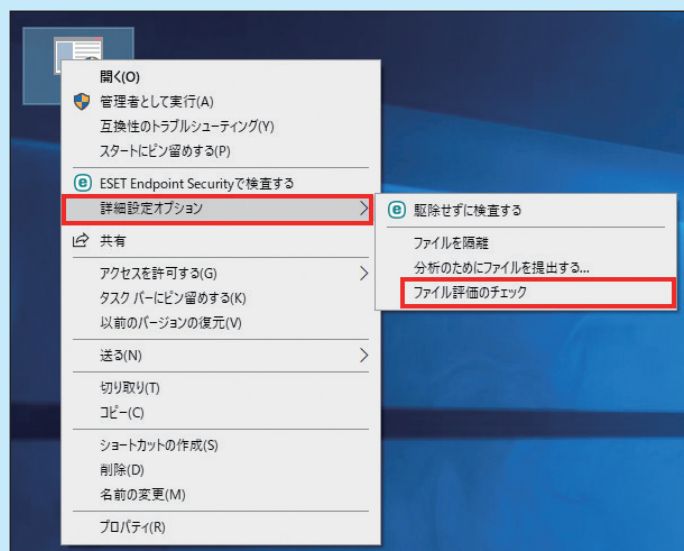 開く(O)
管理者として実行(A)
互換性のトラブルシューティング(Y)
スタートにピン留めする(P)
ESET Endpoint Securityで検査する
詳細設定オプション
共有
アクセスを許可する(G)
タスク バーにピン留めする(K)
以前のバージョンの復元(V)
送る(N)
切り取り(T)
コピー(C)
ショートカットの作成(S)
削除(D)
名前の変更(M)
プロパティ(R)
駆除せずに検査する
ファイルを隔離
分析のためにファイルを提出する...
ファイル評価のチェック